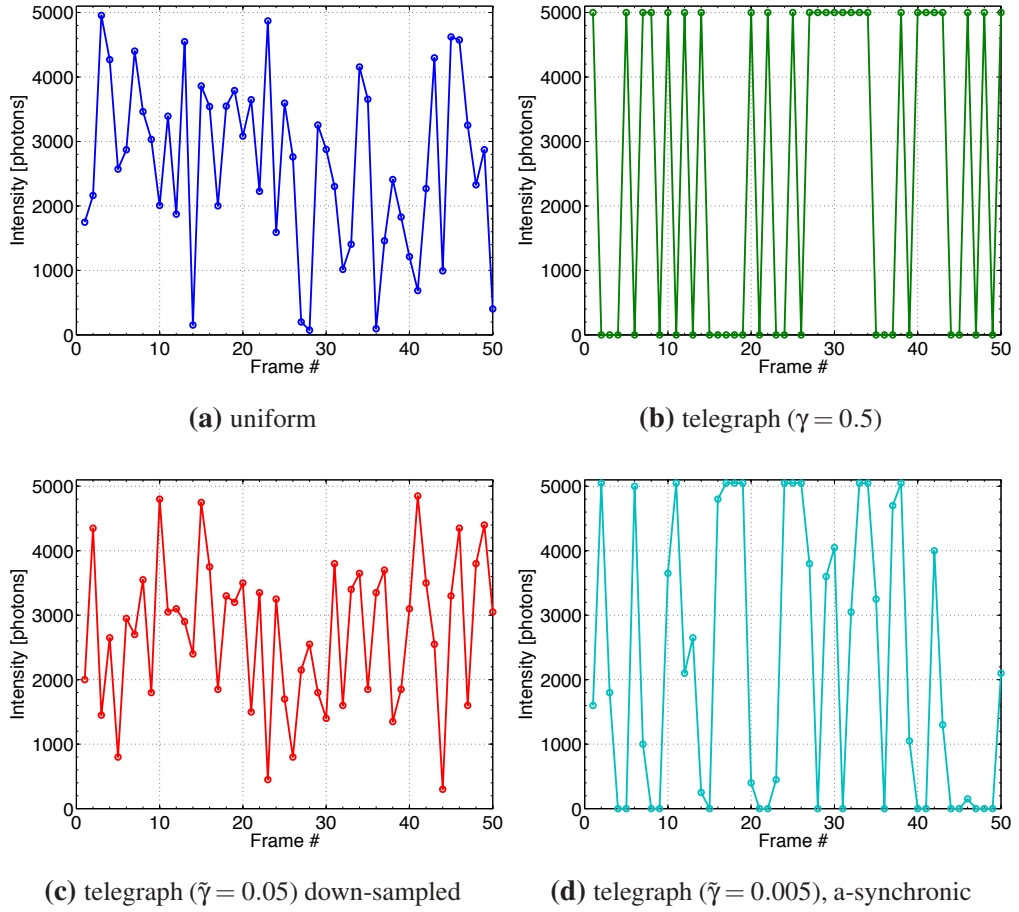 5000
4000
3000
2000
1000
0
Intensity [photons]
0 10 20 30 40 50
Frame #
(a) uniform
5000
4000
3000
2000
1000
0
Intensity [photons]
0 10 20 30 40 50
Frame #
(b) telegraph (γ = 0.5)
5000
4000
3000
2000
1000
0
Intensity [photons]
0 10 20 30 40 50
Frame #
(c) telegraph (γ̃ = 0.05) down-sampled
5000
4000
3000
2000
1000
0
Intensity [photons]
0 10 20 30 40 50
Frame #
(d) telegraph (γ̃ = 0.005), a-synchronic